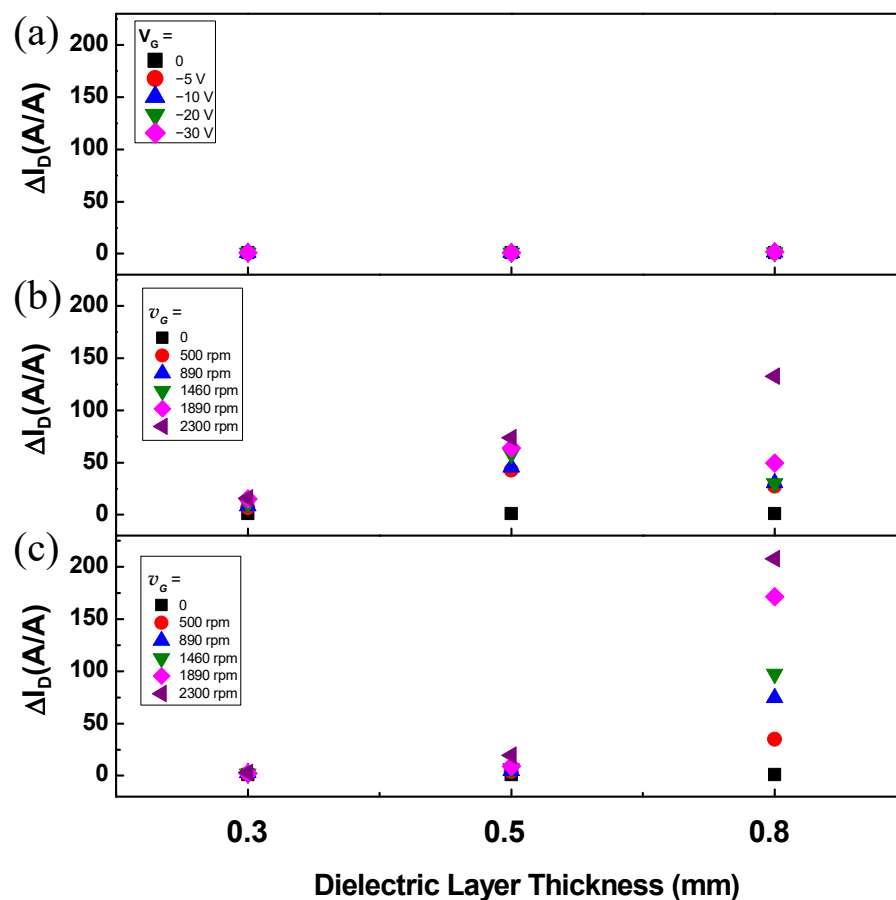 (a)
V_G =
0
−5 V
−10 V
−20 V
−30 V
200
150
100
50
0
ΔI_D(A/A)
(b)
v_G =
0
500 rpm
890 rpm
1460 rpm
1890 rpm
2300 rpm
200
150
100
50
0
ΔI_D(A/A)
(c)
v_G =
0
500 rpm
890 rpm
1460 rpm
1890 rpm
2300 rpm
200
150
100
50
0
ΔI_D(A/A)
0.3 0.5 0.8
Dielectric Layer Thickness (mm)